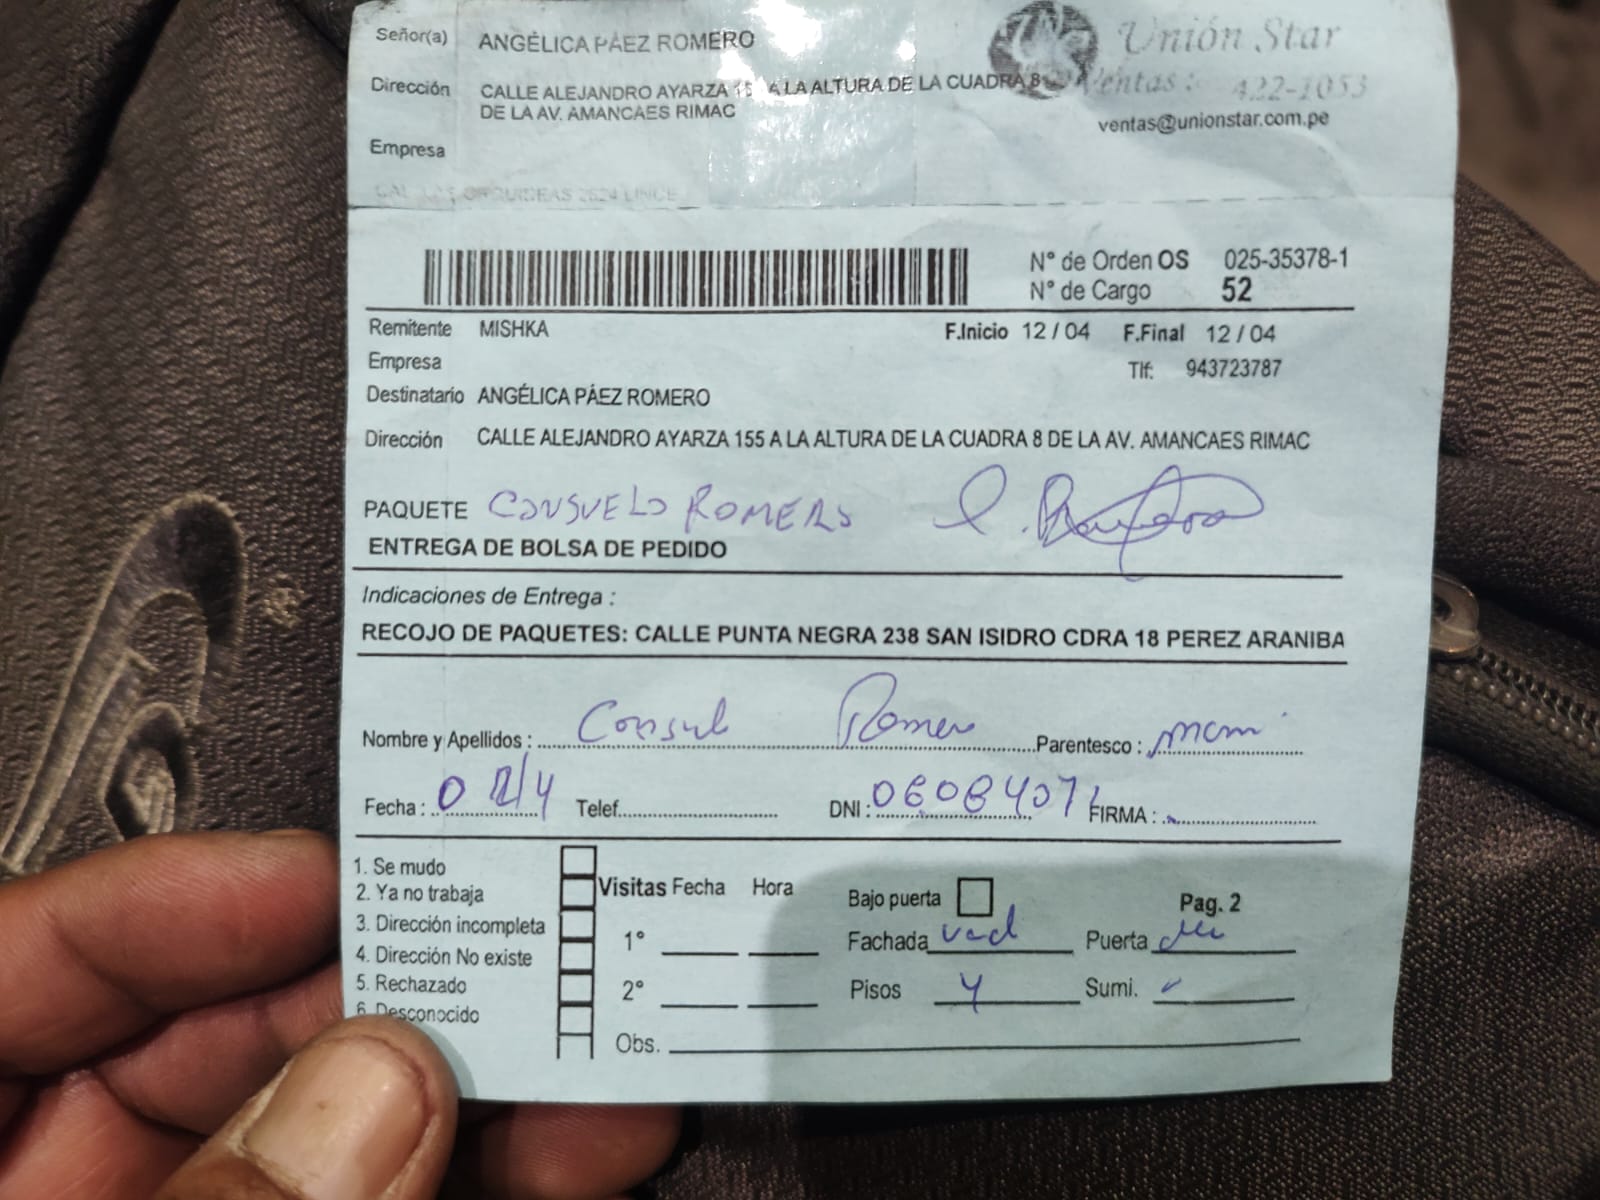 Señor(a) ANGÉLICA PÁEZ ROMERO
Unión Star
Dirección CALLE ALEJANDRO AYARZA 15 A LA ALTURA DE LA CUADRA 8
DE LA AV. AMANCAES RIMAC
Ventas: 422-1053
ventas@unionstar.com.pe
Empresa
ORQUIDEAS 2624 LINCE
N° de Orden OS 025-35378-1
N° de Cargo 52
Remitente MISHKA F.Inicio 12 / 04 F.Final 12 / 04
Empresa Tlf: 943723787
Destinatario ANGÉLICA PÁEZ ROMERO
Dirección CALLE ALEJANDRO AYARZA 155 A LA ALTURA DE LA CUADRA 8 DE LA AV. AMANCAES RIMAC
PAQUETE CONSUELO ROMERO
ENTREGA DE BOLSA DE PEDIDO
Indicaciones de Entrega :
RECOJO DE PAQUETES: CALLE PUNTA NEGRA 238 SAN ISIDRO CDRA 18 PEREZ ARANIBA
Nombre y Apellidos : Consul Romero Parentesco :
Fecha : Telef. DNI : FIRMA :
1. Se mudo
2. Ya no trabaja
3. Dirección incompleta
4. Dirección No existe
5. Rechazado
6. Desconocido
Visitas Fecha Hora
1°
2°
Obs.
Bajo puerta Pag. 2
Fachada Puerta
Pisos 4 Sumi.